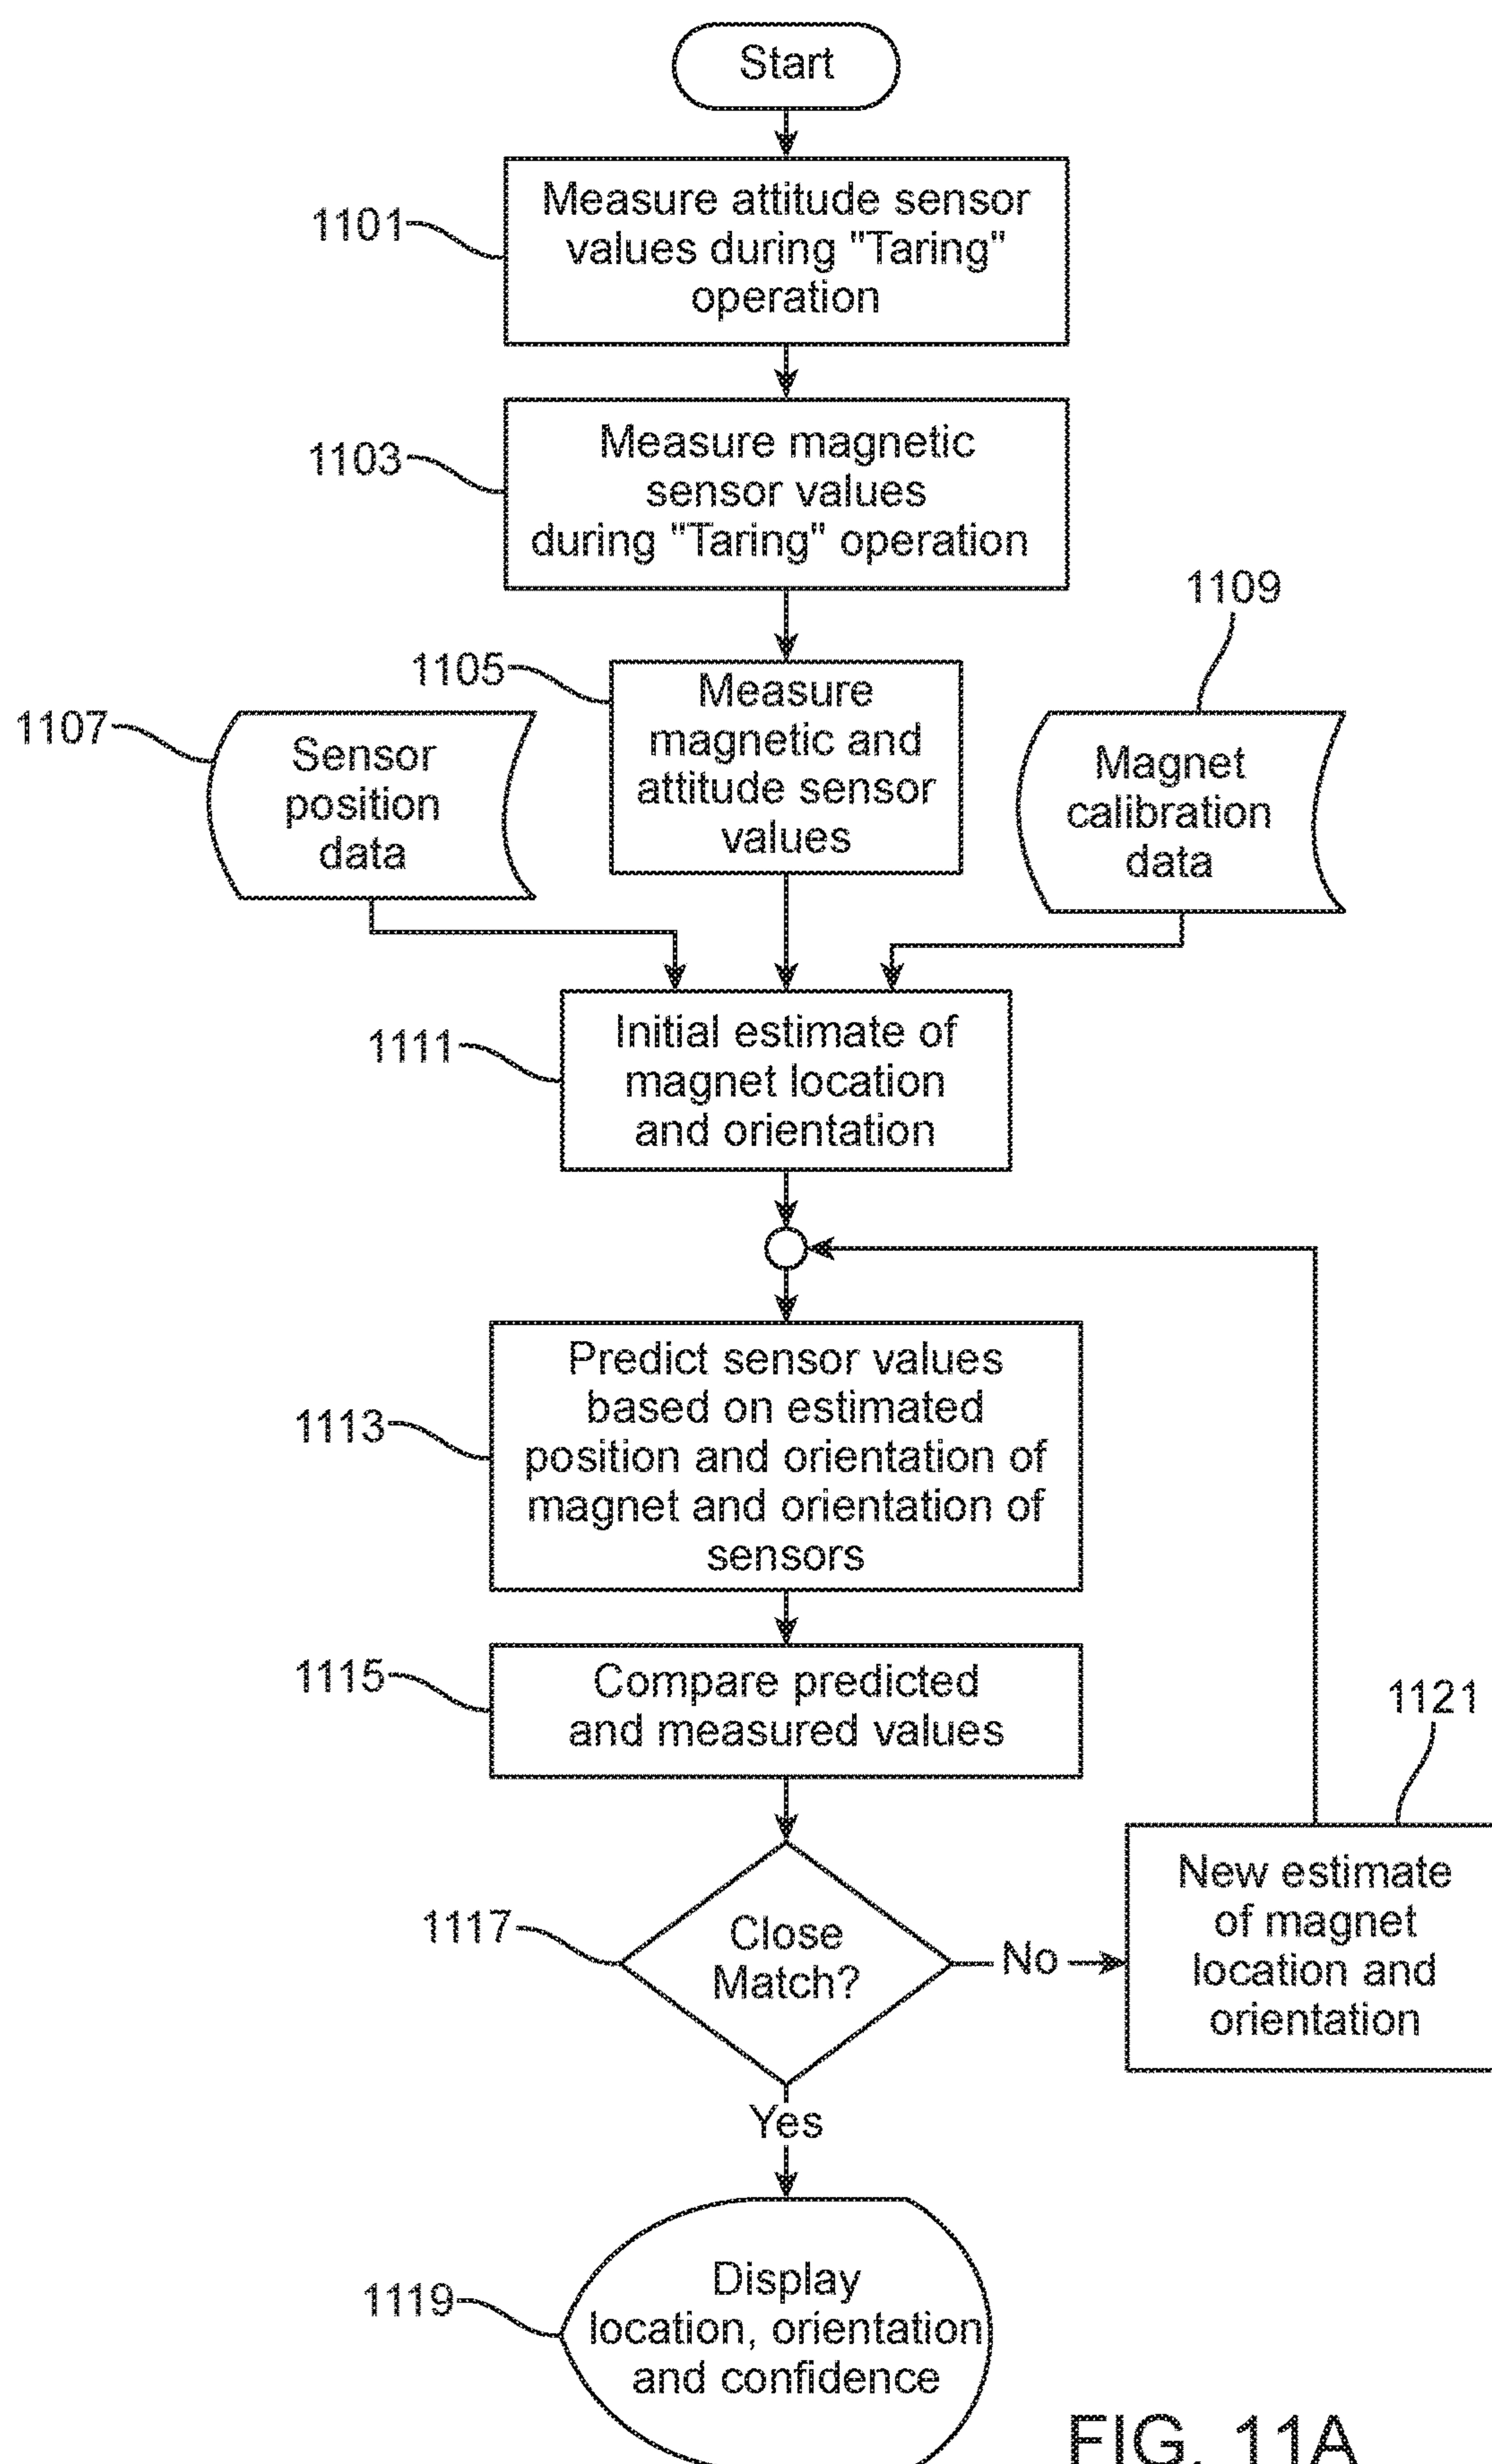 Start
1101
Measure attitude sensor
values during "Taring"
operation
1103
Measure magnetic
sensor values
during "Taring" operation
1109
1105
Measure
magnetic and
attitude sensor
values
1107
Sensor
position
data
Magnet
calibration
data
1111
Initial estimate of
magnet location
and orientation
1113
Predict sensor values
based on estimated
position and orientation of
magnet and orientation of
sensors
1115
Compare predicted
and measured values
1121
1117
Close
Match?
No
New estimate
of magnet
location and
orientation
Yes
1119
Display
location, orientation
and confidence
FIG. 11A